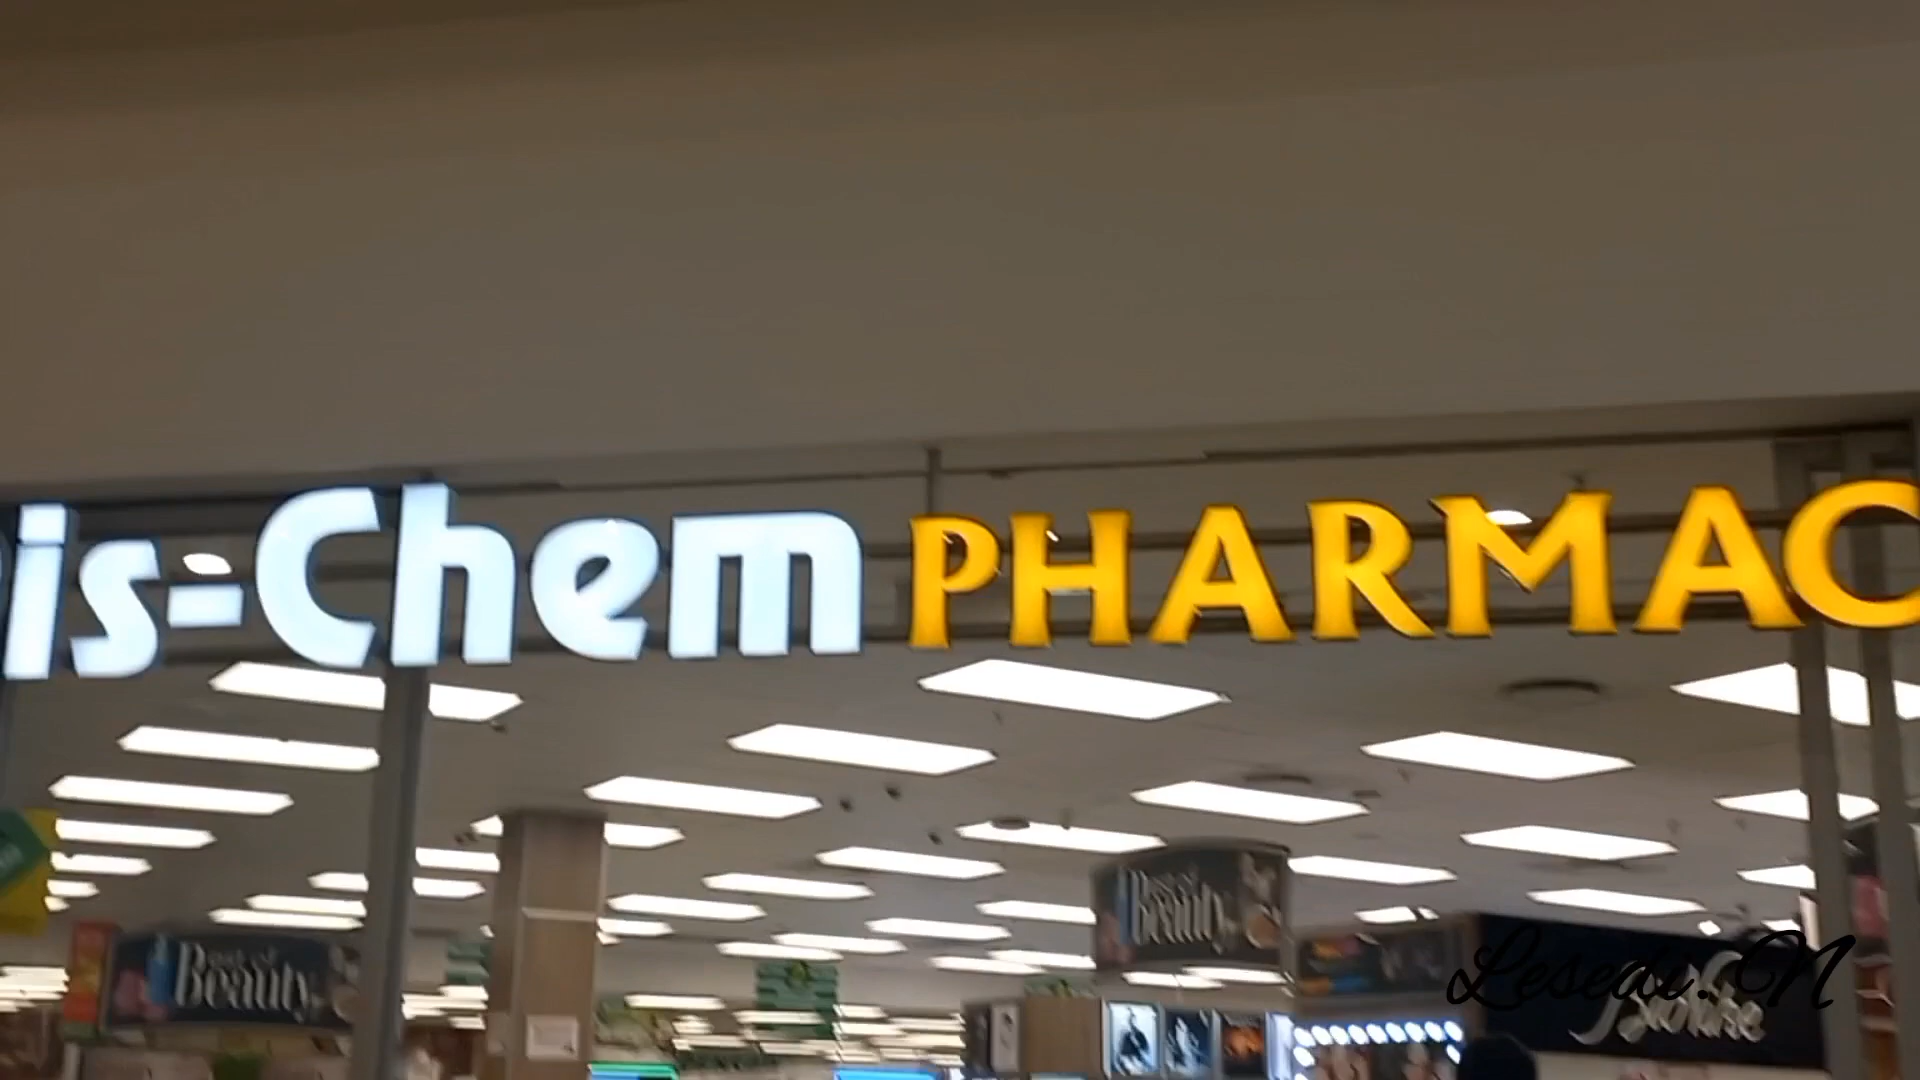 is-Chem PHARMAC
Best of
Beauty
Best of
Beauty
Lesedi.N